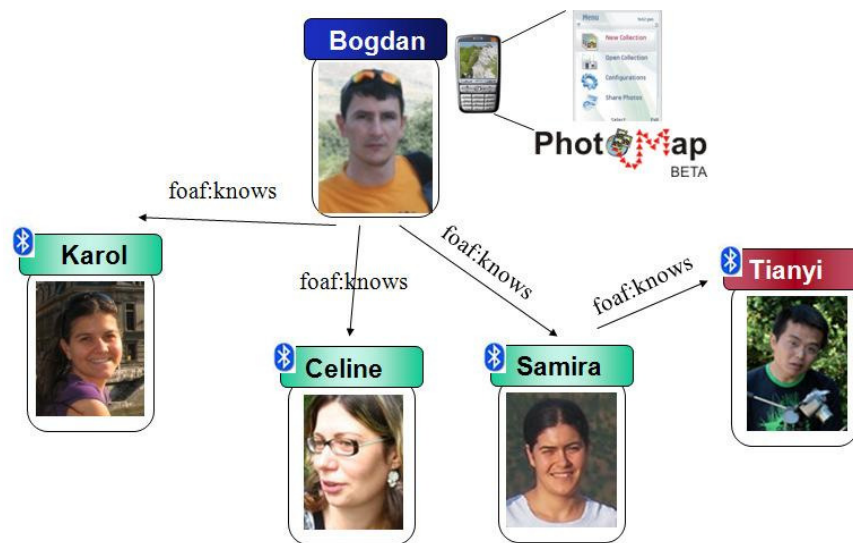 Bogdan
Menu
New Collection
Open Collection
Configurations
Share Photos
Select
PhotoMap
BETA
foaf:knows
Karol
foaf:knows
Celine
foaf:knows
Samira
foaf:knows
Tianyi